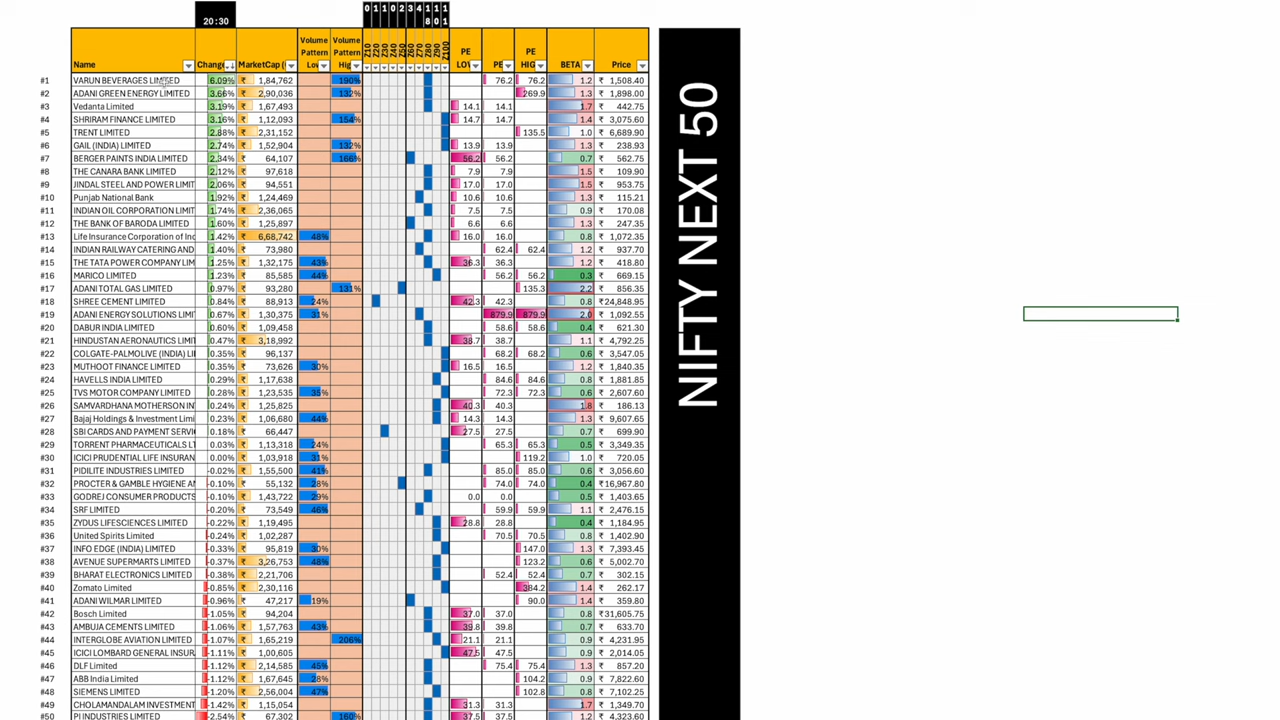 20:30 0 1 1 0 2 3 4 18 10 11
Name Change MarketCap ( Volume Pattern Lo Volume Pattern Hig Z10 Z20 Z30 Z40 Z50 Z60 Z70 Z80 Z90 Z100 PE LOV PE PE HIG BETA Price
#1 VARUN BEVERAGES LIMITED 6.09% ₹ 1,84,762 190% 76.2 76.2 1.2 ₹ 1,508.40
#2 ADANI GREEN ENERGY LIMITED 3.66% ₹ 2,90,036 132% 269.9 1.3 ₹ 1,898.00
#3 Vedanta Limited 3.19% ₹ 1,67,493 14.1 14.1 1.7 ₹ 442.75
#4 SHRIRAM FINANCE LIMITED 3.16% ₹ 1,12,093 154% 14.7 14.7 1.4 ₹ 3,075.60
#5 TRENT LIMITED 2.88% ₹ 2,31,152 135.5 1.0 ₹ 6,689.90
#6 GAIL (INDIA) LIMITED 2.74% ₹ 1,52,904 132% 13.9 13.9 1.3 ₹ 238.93
#7 BERGER PAINTS INDIA LIMITED 2.34% ₹ 64,107 166% 56.2 56.2 0.7 ₹ 562.75
#8 THE CANARA BANK LIMITED 2.12% ₹ 97,618 7.9 7.9 1.5 ₹ 109.90
#9 JINDAL STEEL AND POWER LIMIT 2.06% ₹ 94,551 17.0 17.0 1.5 ₹ 953.75
#10 Punjab National Bank 1.92% ₹ 1,24,469 10.6 10.6 1.3 ₹ 115.21
#11 INDIAN OIL CORPORATION LIMIT 1.74% ₹ 2,36,065 7.5 7.5 0.9 ₹ 170.08
#12 THE BANK OF BARODA LIMITED 1.60% ₹ 1,25,897 6.6 6.6 1.3 ₹ 247.35
#13 Life Insurance Corporation of Ind 1.42% ₹ 6,68,742 48% 16.0 16.0 0.8 ₹ 1,072.35
#14 INDIAN RAILWAY CATERING AND 1.40% ₹ 73,980 62.4 62.4 1.2 ₹ 937.70
#15 THE TATA POWER COMPANY LIM 1.25% ₹ 1,32,175 43% 36.3 36.3 1.2 ₹ 418.80
#16 MARICO LIMITED 1.23% ₹ 85,585 44% 56.2 56.2 0.3 ₹ 669.15
#17 ADANI TOTAL GAS LIMITED 0.97% ₹ 93,280 131% 135.3 2.2 ₹ 856.35
#18 SHREE CEMENT LIMITED 0.84% ₹ 88,913 24% 42.3 42.3 0.8 ₹24,848.95
#19 ADANI ENERGY SOLUTIONS LIMI 0.67% ₹ 1,30,375 31% 879.9 879.9 2.0 ₹ 1,092.55
#20 DABUR INDIA LIMITED 0.60% ₹ 1,09,458 58.6 58.6 0.4 ₹ 621.30
#21 HINDUSTAN AERONAUTICS LIMIT 0.47% ₹ 3,18,992 38.7 38.7 1.1 ₹ 4,792.25
#22 COLGATE-PALMOLIVE (INDIA) LI 0.35% ₹ 96,137 68.2 68.2 0.6 ₹ 3,547.05
#23 MUTHOOT FINANCE LIMITED 0.35% ₹ 73,626 30% 16.5 16.5 1.2 ₹ 1,840.35
#24 HAVELLS INDIA LIMITED 0.29% ₹ 1,17,638 84.6 84.6 0.8 ₹ 1,881.85
#25 TVS MOTOR COMPANY LIMITED 0.28% ₹ 1,23,535 35% 72.3 72.3 0.6 ₹ 2,607.60
#26 SAMVARDHANA MOTHERSON IN 0.24% ₹ 1,25,825 40.3 40.3 1.8 ₹ 186.13
#27 Bajaj Holdings & Investment Limi 0.23% ₹ 1,06,680 44% 14.3 14.3 0.8 ₹ 9,607.65
#28 SBI CARDS AND PAYMENT SERVI 0.18% ₹ 66,447 27.5 27.5 0.7 ₹ 699.90
#29 TORRENT PHARMACEUTICALS LT 0.03% ₹ 1,13,318 24% 65.3 65.3 0.5 ₹ 3,349.35
#30 ICICI PRUDENTIAL LIFE INSURAN 0.00% ₹ 1,03,918 31% 119.2 1.0 ₹ 720.05
#31 PIDILITE INDUSTRIES LIMITED -0.02% ₹ 1,55,500 41% 85.0 85.0 0.6 ₹ 3,056.60
#32 PROCTER & GAMBLE HYGIENE A -0.10% ₹ 55,132 28% 74.0 74.0 0.4 ₹16,967.80
#33 GODREJ CONSUMER PRODUCTS -0.10% ₹ 1,43,722 29% 0.0 0.0 0.5 ₹ 1,403.65
#34 SRF LIMITED -0.20% ₹ 73,549 46% 59.9 59.9 1.1 ₹ 2,476.15
#35 ZYDUS LIFESCIENCES LIMITED -0.22% ₹ 1,19,495 28.8 28.8 0.4 ₹ 1,184.95
#36 United Spirits Limited -0.24% ₹ 1,02,287 70.5 70.5 0.8 ₹ 1,402.90
#37 INFO EDGE (INDIA) LIMITED -0.33% ₹ 95,819 30% 147.0 1.3 ₹ 7,393.45
#38 AVENUE SUPERMARTS LIMITED -0.37% ₹ 3,26,753 48% 123.2 0.6 ₹ 5,002.70
#39 BHARAT ELECTRONICS LIMITED -0.38% ₹ 2,21,706 52.4 52.4 0.7 ₹ 302.15
#40 Zomato Limited -0.85% ₹ 2,30,116 384.2 1.4 ₹ 262.17
#41 ADANI WILMAR LIMITED -0.96% ₹ 47,217 19% 90.0 1.4 ₹ 359.80
#42 Bosch Limited -1.05% ₹ 94,204 37.0 37.0 0.8 ₹31,605.75
#43 AMBUJA CEMENTS LIMITED -1.06% ₹ 1,57,763 43% 39.8 39.8 0.7 ₹ 633.70
#44 INTERGLOBE AVIATION LIMITED -1.07% ₹ 1,65,219 206% 21.1 21.1 0.9 ₹ 4,231.95
#45 ICICI LOMBARD GENERAL INSUR -1.11% ₹ 1,00,605 47.5 47.5 0.9 ₹ 2,014.05
#46 DLF Limited -1.12% ₹ 2,14,585 45% 75.4 75.4 1.3 ₹ 857.20
#47 ABB India Limited -1.12% ₹ 1,67,645 28% 104.2 0.9 ₹ 7,822.60
#48 SIEMENS LIMITED -1.20% ₹ 2,56,004 47% 102.8 0.8 ₹ 7,102.25
#49 CHOLAMANDALAM INVESTMENT -1.42% ₹ 1,15,054 31.3 31.3 1.7 ₹ 1,349.70
#50 PI INDUSTRIES LIMITED -2.54% ₹ 67,302 160% 37.5 37.5 1.2 ₹ 4,323.60
NIFTY NEXT 50